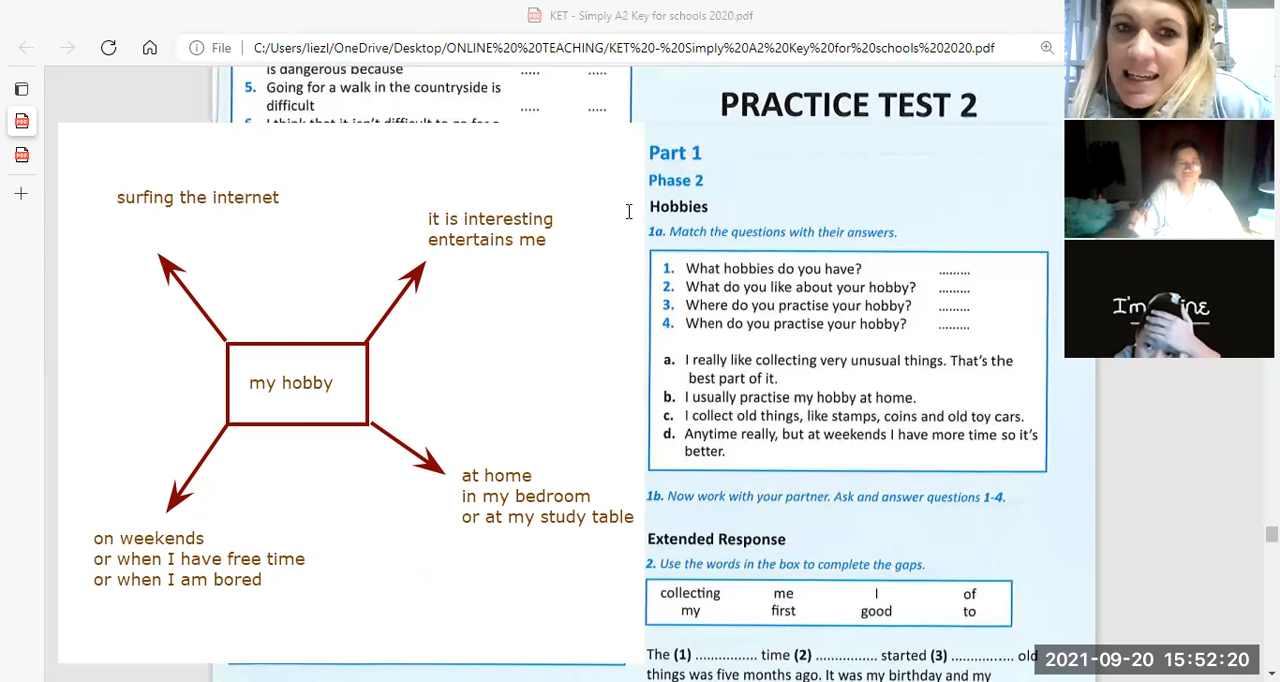 KET - Simply A2 Key for schools 2020.pdf
File
C:/Users/liezl/OneDrive/Desktop/ONLINE%20%20TEACHING/KET%20-%20Simply%20A2%20Key%20for%20schools%202020.pdf
is dangerous because ..... .....
5. Going for a walk in the countryside is
difficult ..... .....
surfing the internet
it is interesting
entertains me
my hobby
at home
in my bedroom
or at my study table
on weekends
or when I have free time
or when I am bored
PRACTICE TEST 2
Part 1
Phase 2
Hobbies
1a. Match the questions with their answers.
1. What hobbies do you have? .........
2. What do you like about your hobby? .........
3. Where do you practise your hobby? .........
4. When do you practise your hobby? .........
a. I really like collecting very unusual things. That's the
best part of it.
b. I usually practise my hobby at home.
c. I collect old things, like stamps, coins and old toy cars.
d. Anytime really, but at weekends I have more time so it's
better.
1b. Now work with your partner. Ask and answer questions 1-4.
Extended Response
2. Use the words in the box to complete the gaps.
collecting me I of
my first good to
The (1) ............... time (2) ............... started (3) ............... old
things was five months ago. It was my birthday and my
I'm
2021-09-20 15:52:20